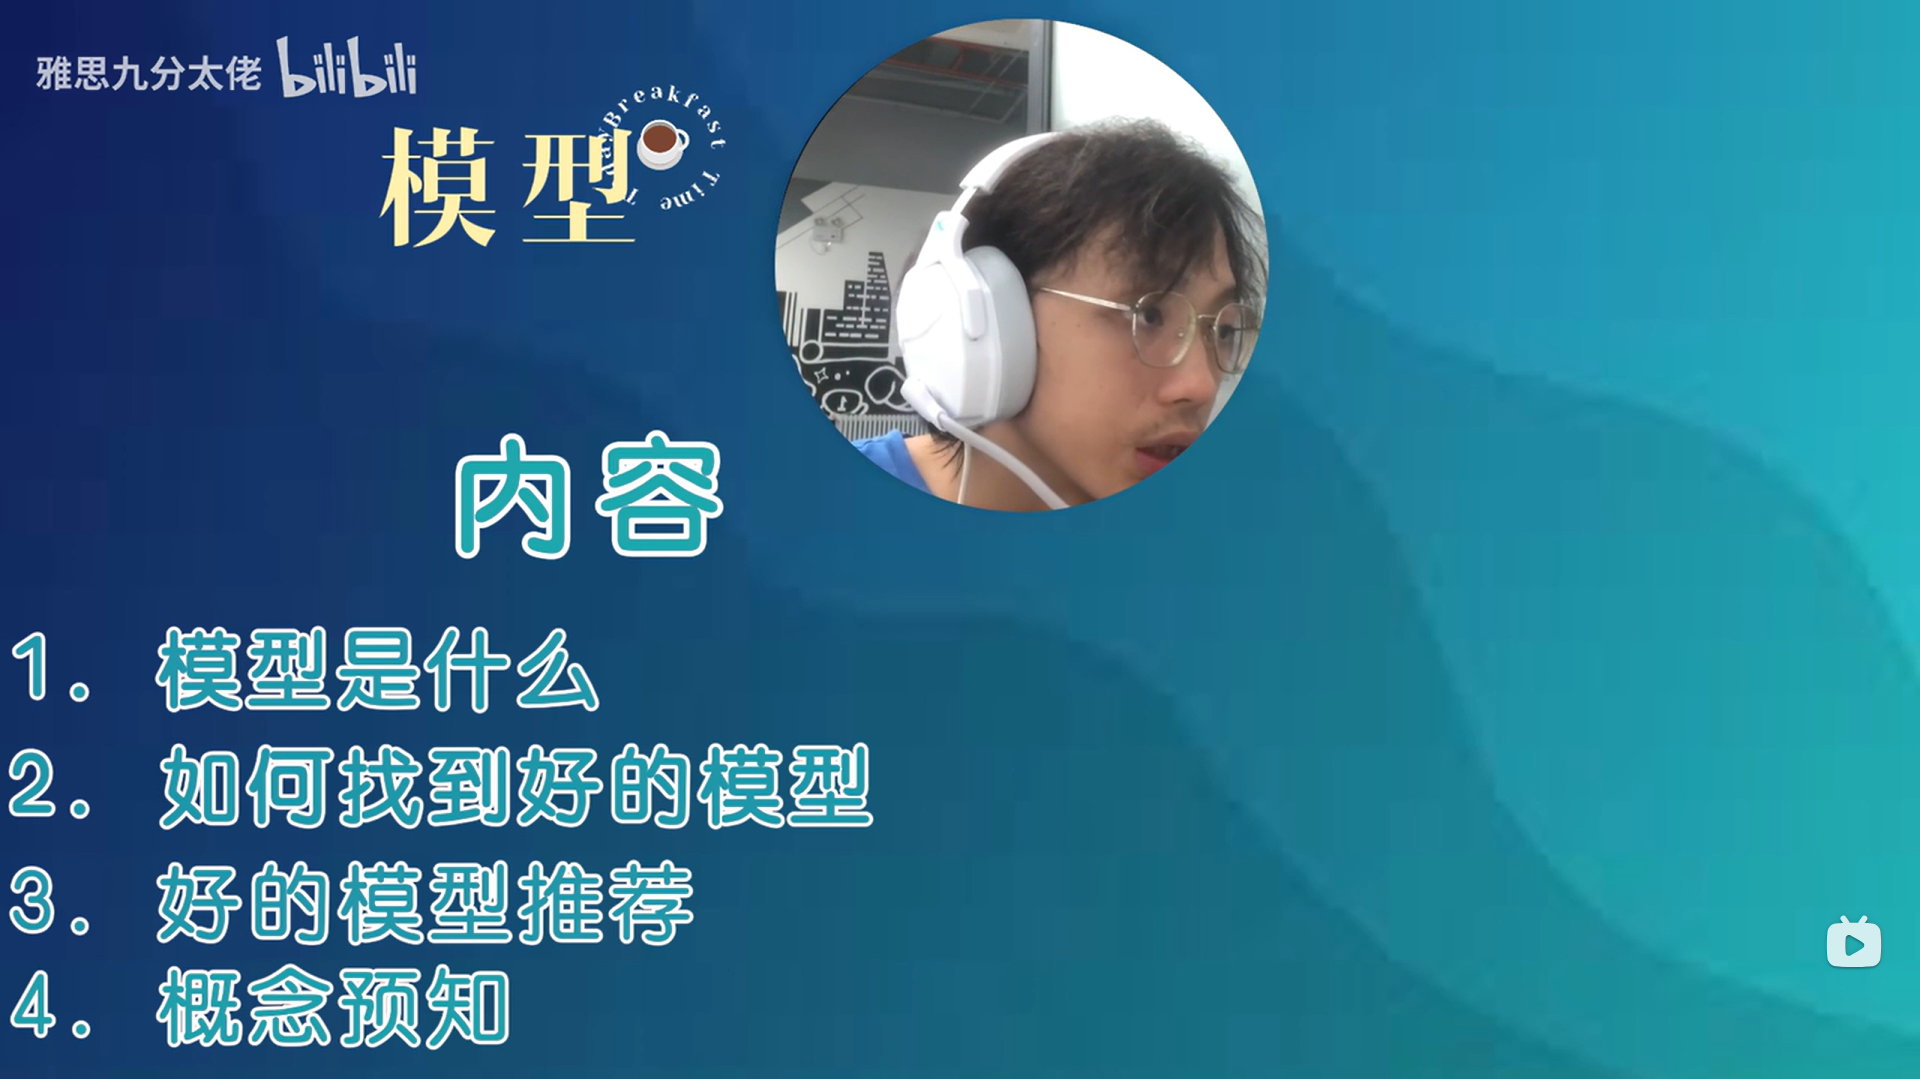 雅思九分太佬 bilibili
模型
Breakfast Time
内容
1. 模型是什么
2. 如何找到好的模型
3. 好的模型推荐
4. 概念预知